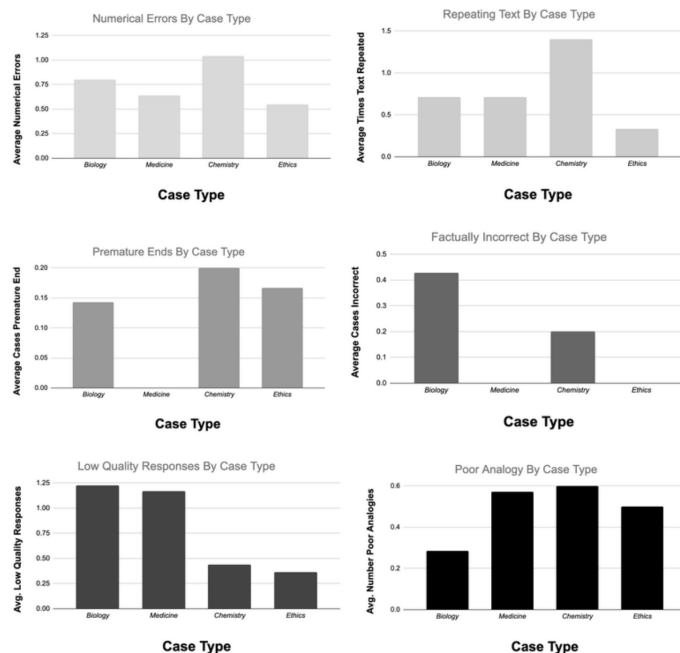 Numerical Errors By Case Type
Average Numerical Errors
1.25
1.00
0.75
0.50
0.25
0.00
Biology Medicine Chemistry Ethics
Case Type
Repeating Text By Case Type
Average Times Text Repeated
1.5
1.0
0.5
0.0
Biology Medicine Chemistry Ethics
Case Type
Premature Ends By Case Type
Average Cases Premature End
0.20
0.15
0.10
0.05
0.00
Biology Medicine Chemistry Ethics
Case Type
Factually Incorrect By Case Type
Average Cases Incorrect
0.5
0.4
0.3
0.2
0.1
0.0
Biology Medicine Chemistry Ethics
Case Type
Low Quality Responses By Case Type
Avg. Low Quality Responses
1.25
1.00
0.75
0.50
0.25
0.00
Biology Medicine Chemistry Ethics
Case Type
Poor Analogy By Case Type
Avg. Number Poor Analogies
0.6
0.4
0.2
0.0
Biology Medicine Chemistry Ethics
Case Type